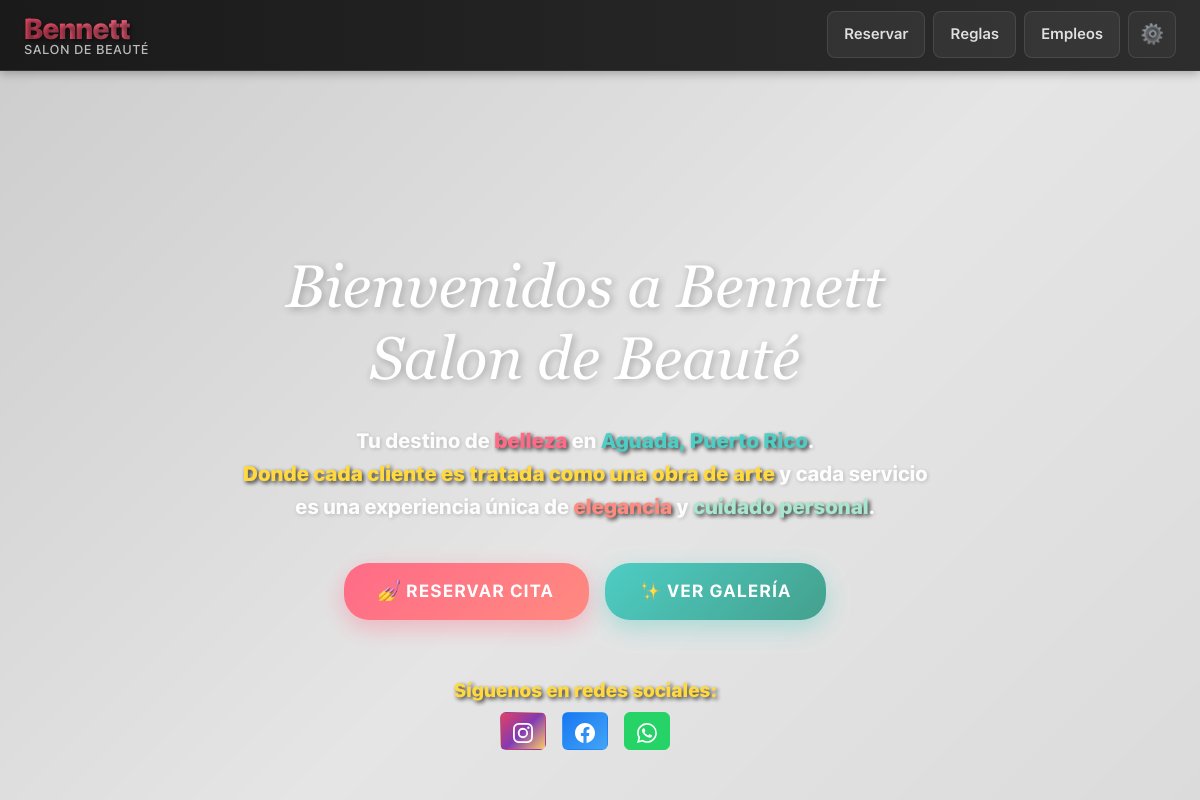 Bennett
SALON DE BEAUTÉ
Reservar
Reglas
Empleos
Bienvenidos a Bennett
Salon de Beauté
Tu destino de belleza en Aguada, Puerto Rico.
Donde cada cliente es tratada como una obra de arte y cada servicio
es una experiencia única de elegancia y cuidado personal.
💅 RESERVAR CITA
✨ VER GALERÍA
Síguenos en redes sociales: